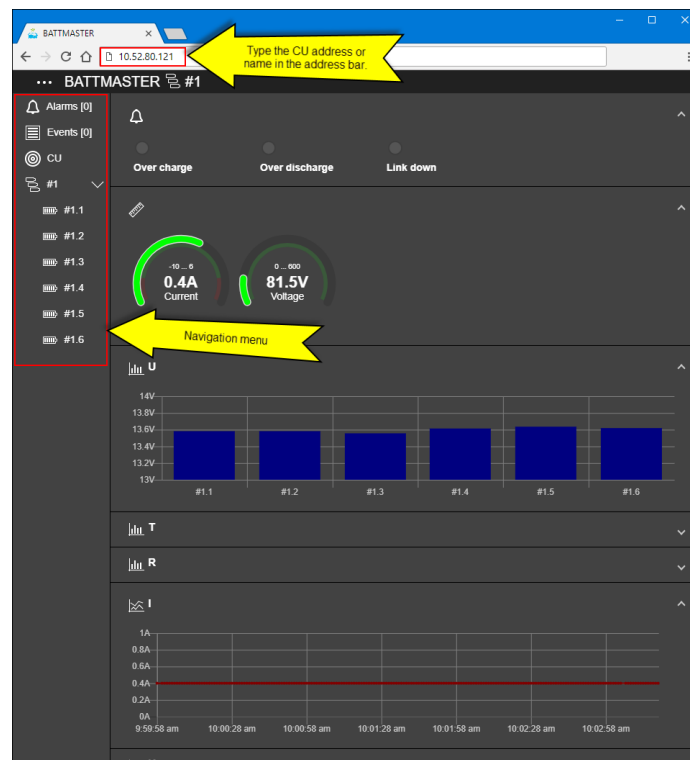 BATTMASTER
10.52.80.121
Type the CU address or
name in the address bar.
BATTMASTER #1
Alarms [0]
Events [0]
CU
#1
#1.1
#1.2
#1.3
#1.4
#1.5
#1.6
Navigation menu
Over charge Over discharge Link down
-10 ... 6
0.4A
Current
0 ... 600
81.5V
Voltage
U
14V
13.8V
13.6V
13.4V
13.2V
13V
#1.1 #1.2 #1.3 #1.4 #1.5 #1.6
T
R
I
1A
0.8A
0.6A
0.4A
0.2A
0A
9:59:58 am 10:00:28 am 10:00:58 am 10:01:28 am 10:01:58 am 10:02:28 am 10:02:58 am